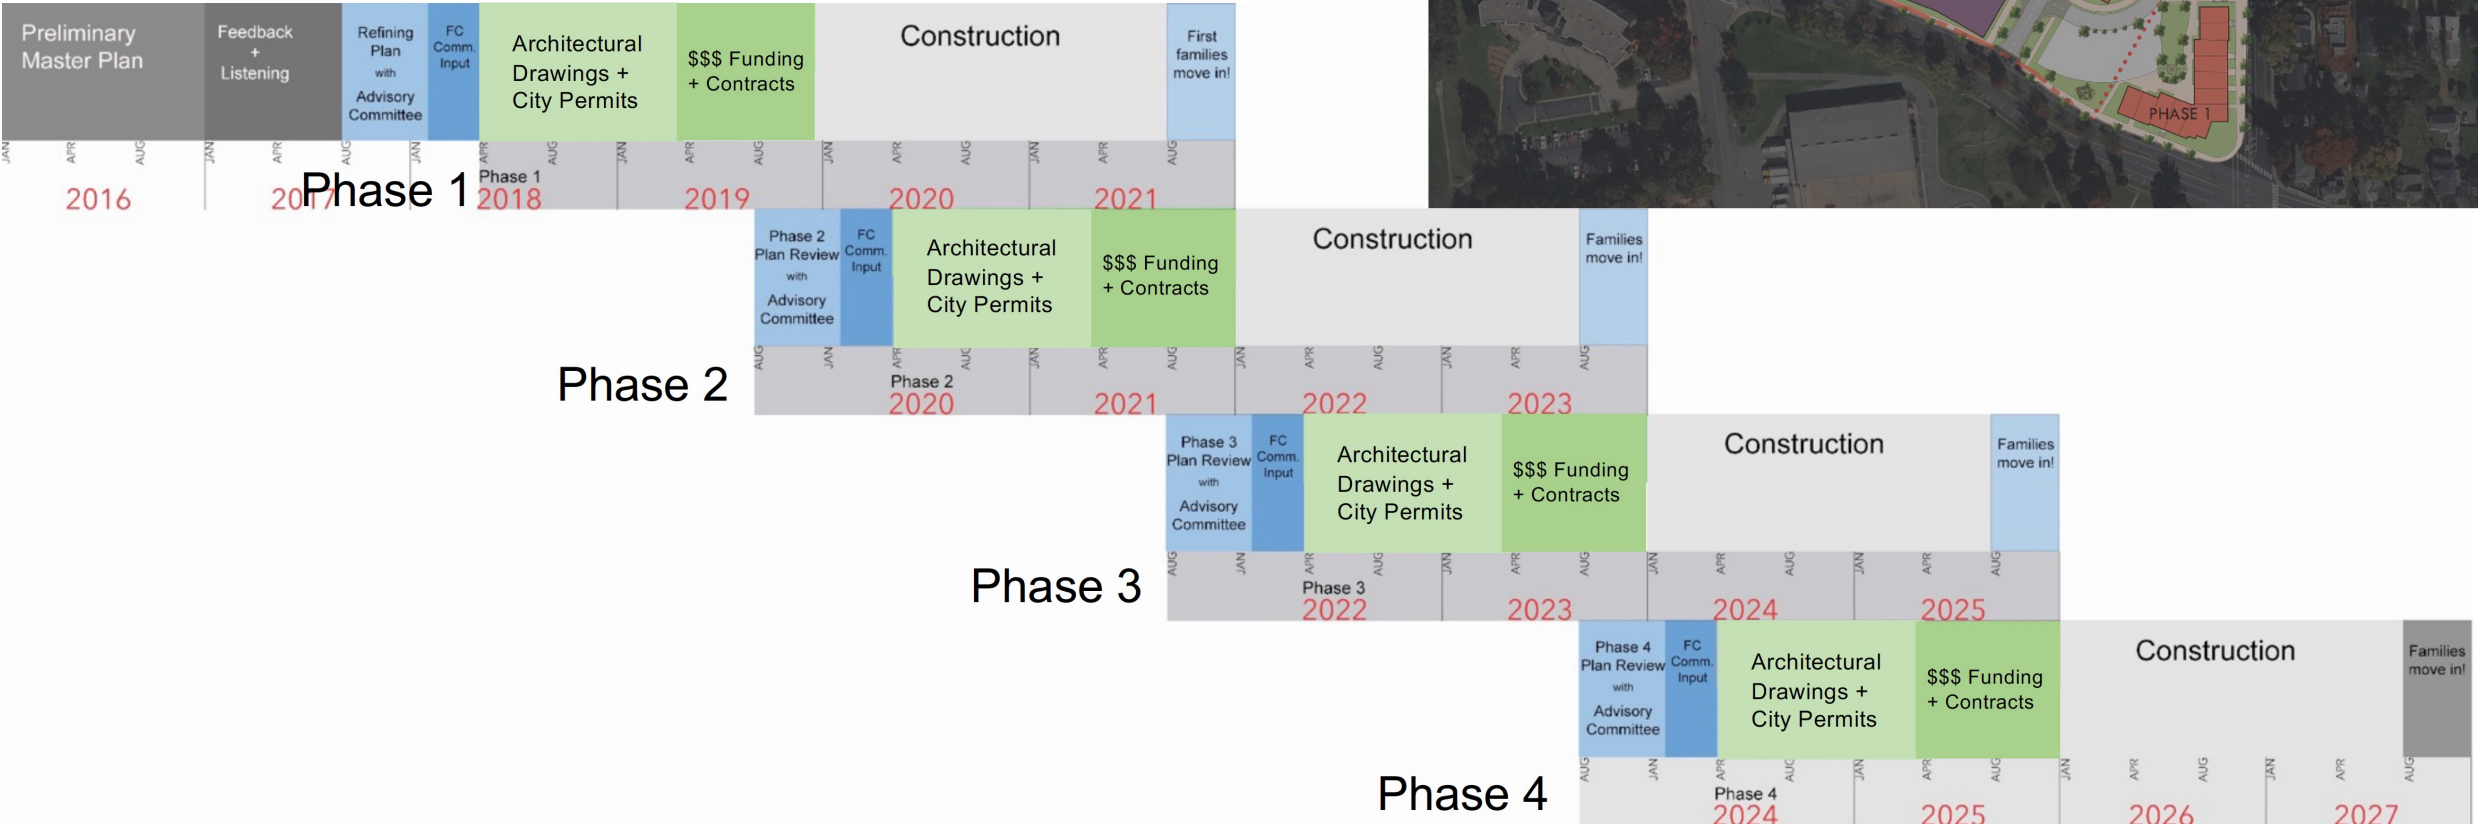 Preliminary
Master Plan
Feedback
+
Listening
Refining
Plan
with
Advisory
Committee
FC
Comm.
Input
Architectural
Drawings +
City Permits
$$$ Funding
+ Contracts
Construction
First
families
move in!
JAN APR AUG JAN APR AUG JAN APR AUG JAN APR AUG JAN APR AUG JAN APR AUG
Phase 1
Phase 1
2016 2017 2018 2019 2020 2021
PHASE 1
Phase 2
Plan Review
with
Advisory
Committee
FC
Comm.
Input
Architectural
Drawings +
City Permits
$$$ Funding
+ Contracts
Construction
Families
move in!
AUG JAN APR AUG JAN APR AUG JAN APR AUG JAN APR AUG
Phase 2
Phase 2
2020 2021 2022 2023
Phase 3
Plan Review
with
Advisory
Committee
FC
Comm.
Input
Architectural
Drawings +
City Permits
$$$ Funding
+ Contracts
Construction
Families
move in!
AUG JAN APR AUG JAN APR AUG JAN APR AUG JAN APR AUG
Phase 3
Phase 3
2022 2023 2024 2025
Phase 4
Plan Review
with
Advisory
Committee
FC
Comm.
Input
Architectural
Drawings +
City Permits
$$$ Funding
+ Contracts
Construction
Families
move in!
AUG JAN APR AUG JAN APR AUG JAN APR AUG JAN APR AUG
Phase 4
Phase 4
2024 2025 2026 2027